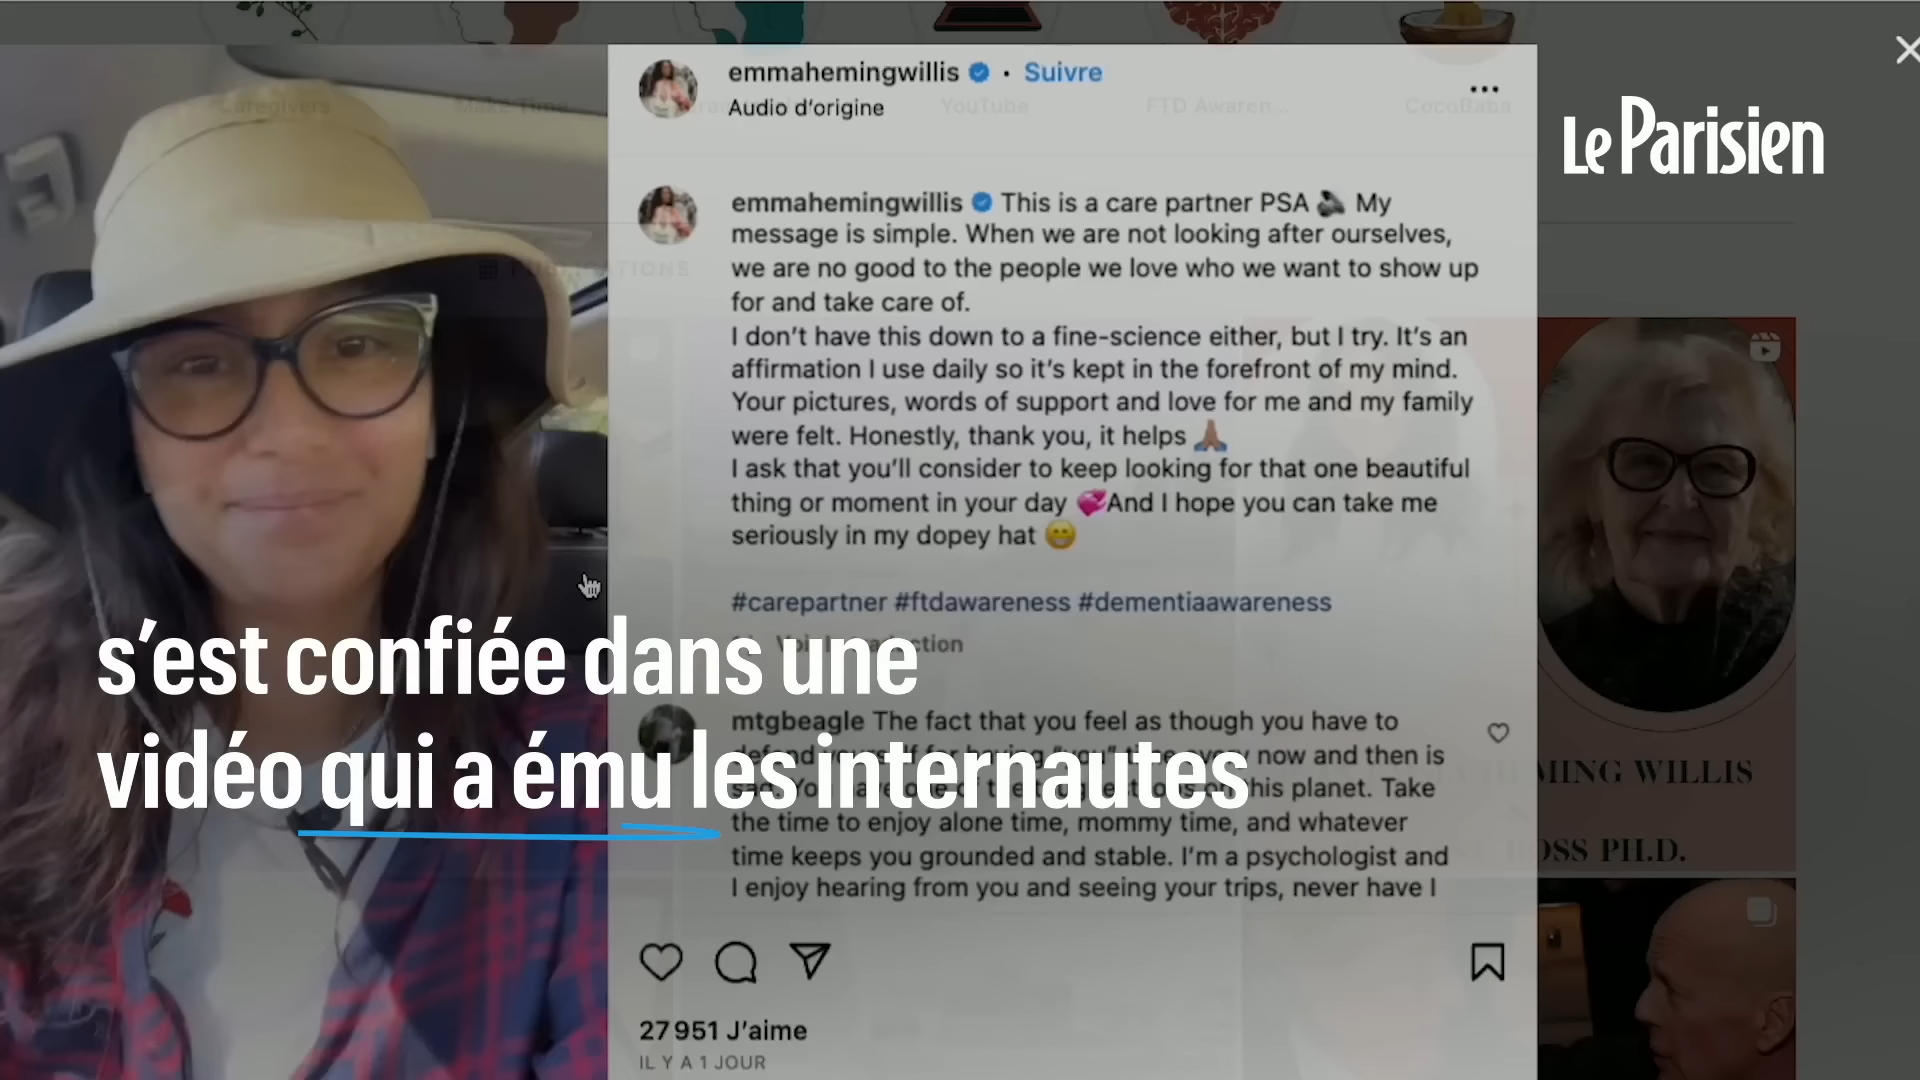 Caregivers
Make Time
YouTube
FTD Awaren...
CocoBaba
emmahemingwillis • Suivre
Audio d’origine
Le Parisien
emmahemingwillis This is a care partner PSA 🔊 My
message is simple. When we are not looking after ourselves,
we are no good to the people we love who we want to show up
for and take care of.
I don’t have this down to a fine-science either, but I try. It’s an
affirmation I use daily so it’s kept in the forefront of my mind.
Your pictures, words of support and love for me and my family
were felt. Honestly, thank you, it helps 🙏🏽
I ask that you’ll consider to keep looking for that one beautiful
thing or moment in your day 💞And I hope you can take me
seriously in my dopey hat 😁
#carepartner #ftdawareness #dementiaawareness
PUBLICATIONS
s’est confiée dans une
vidéo qui a ému les internautes
mtgbeagle The fact that you feel as though you have to
now and then is
this planet. Take
the time to enjoy alone time, mommy time, and whatever
time keeps you grounded and stable. I’m a psychologist and
I enjoy hearing from you and seeing your trips, never have I
27 951 J’aime
IL Y A 1 JOUR
MING WILLIS
OSS PH.D.